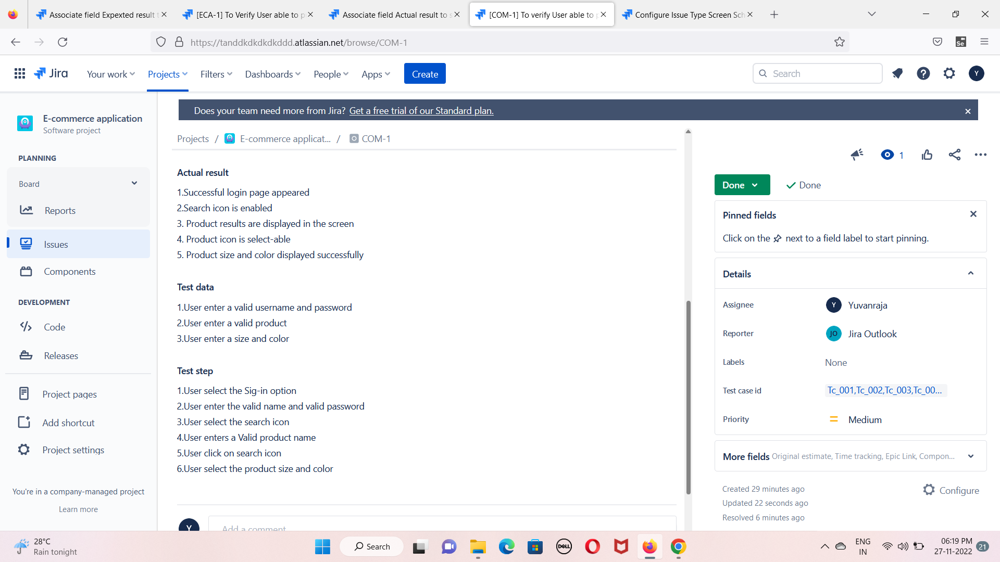 Associate field Expexted result t
[ECA-1] To Verify User able to p
Associate field Actual result to s
[COM-1] To verify User able to p
Configure Issue Type Screen Sch
https://tanddkdkdkdkddd.atlassian.net/browse/COM-1
Se
Jira
Your work
Projects
Filters
Dashboards
People
Apps
Create
Search
Y
E-commerce application
Software project
PLANNING
Board
Reports
Issues
Components
DEVELOPMENT
Code
Releases
Project pages
Add shortcut
Project settings
You're in a company-managed project
Learn more
Does your team need more from Jira? Get a free trial of our Standard plan.
Projects / E-commerce applicat... / COM-1
Actual result
1.Successful login page appeared
2.Search icon is enabled
3. Product results are displayed in the screen
4. Product icon is select-able
5. Product size and color displayed successfully
Test data
1.User enter a valid username and password
2.User enter a valid product
3.User enter a size and color
Test step
1.User select the Sig-in option
2.User enter the valid name and valid password
3.User select the search icon
4.User enters a Valid product name
5.User click on search icon
6.User select the product size and color
Y
Add a comment
1
Done
Done
Pinned fields
Click on the next to a field label to start pinning.
Details
Assignee
Y Yuvanraja
Reporter
JO Jira Outlook
Labels
None
Test case id
Tc_001,Tc_002,Tc_003,Tc_00...
Priority
Medium
More fields Original estimate, Time tracking, Epic Link, Compon...
Created 29 minutes ago
Updated 22 seconds ago
Resolved 6 minutes ago
Configure
28°C
Rain tonight
Search
DELL
ENG
IN
06:19 PM
27-11-2022
21